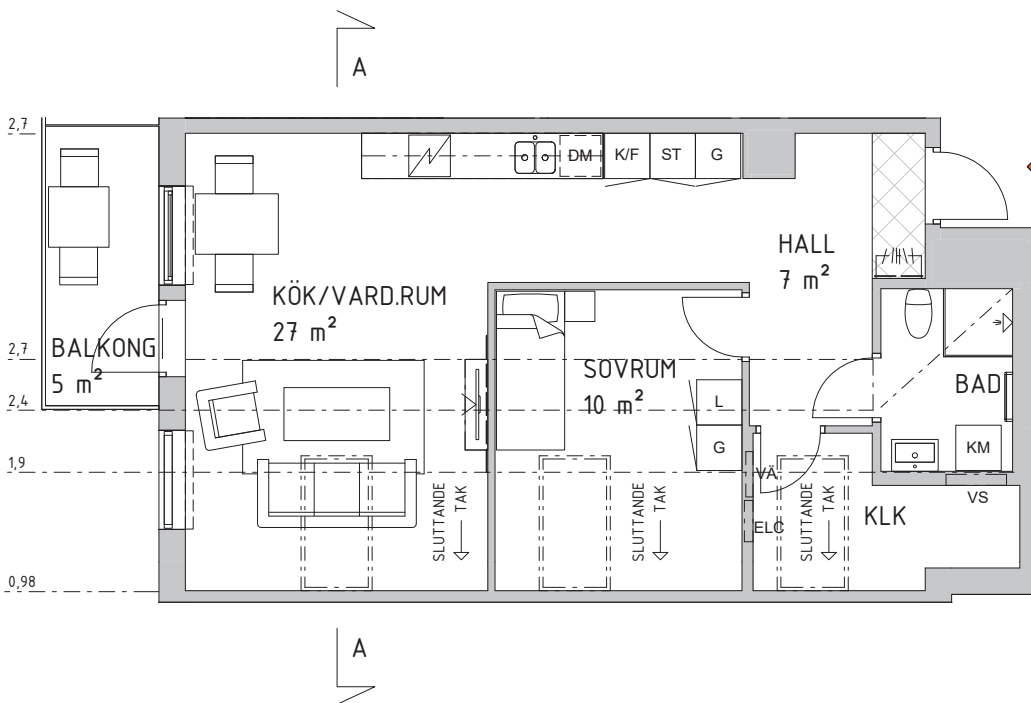 A
2,7
DM
K/F
ST
G
HALL
7 m²
KÖK/VARD.RUM
27 m²
BALKONG
5 m²
2,7
SOVRUM
10 m²
BAD
2,4
L
G
KM
1,9
VÄ
VS
SLUTTANDE
TAK
SLUTTANDE
TAK
SLUTTANDE
TAK
KLK
ELC
0,98
A